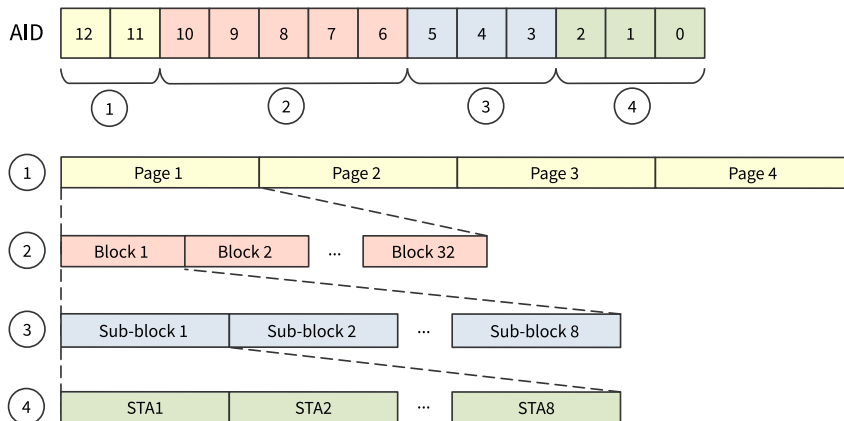 AID 12 11 10 9 8 7 6 5 4 3 2 1 0
1 2 3 4
1 Page 1 Page 2 Page 3 Page 4
2 Block 1 Block 2 ... Block 32
3 Sub-block 1 Sub-block 2 ... Sub-block 8
4 STA1 STA2 ... STA8